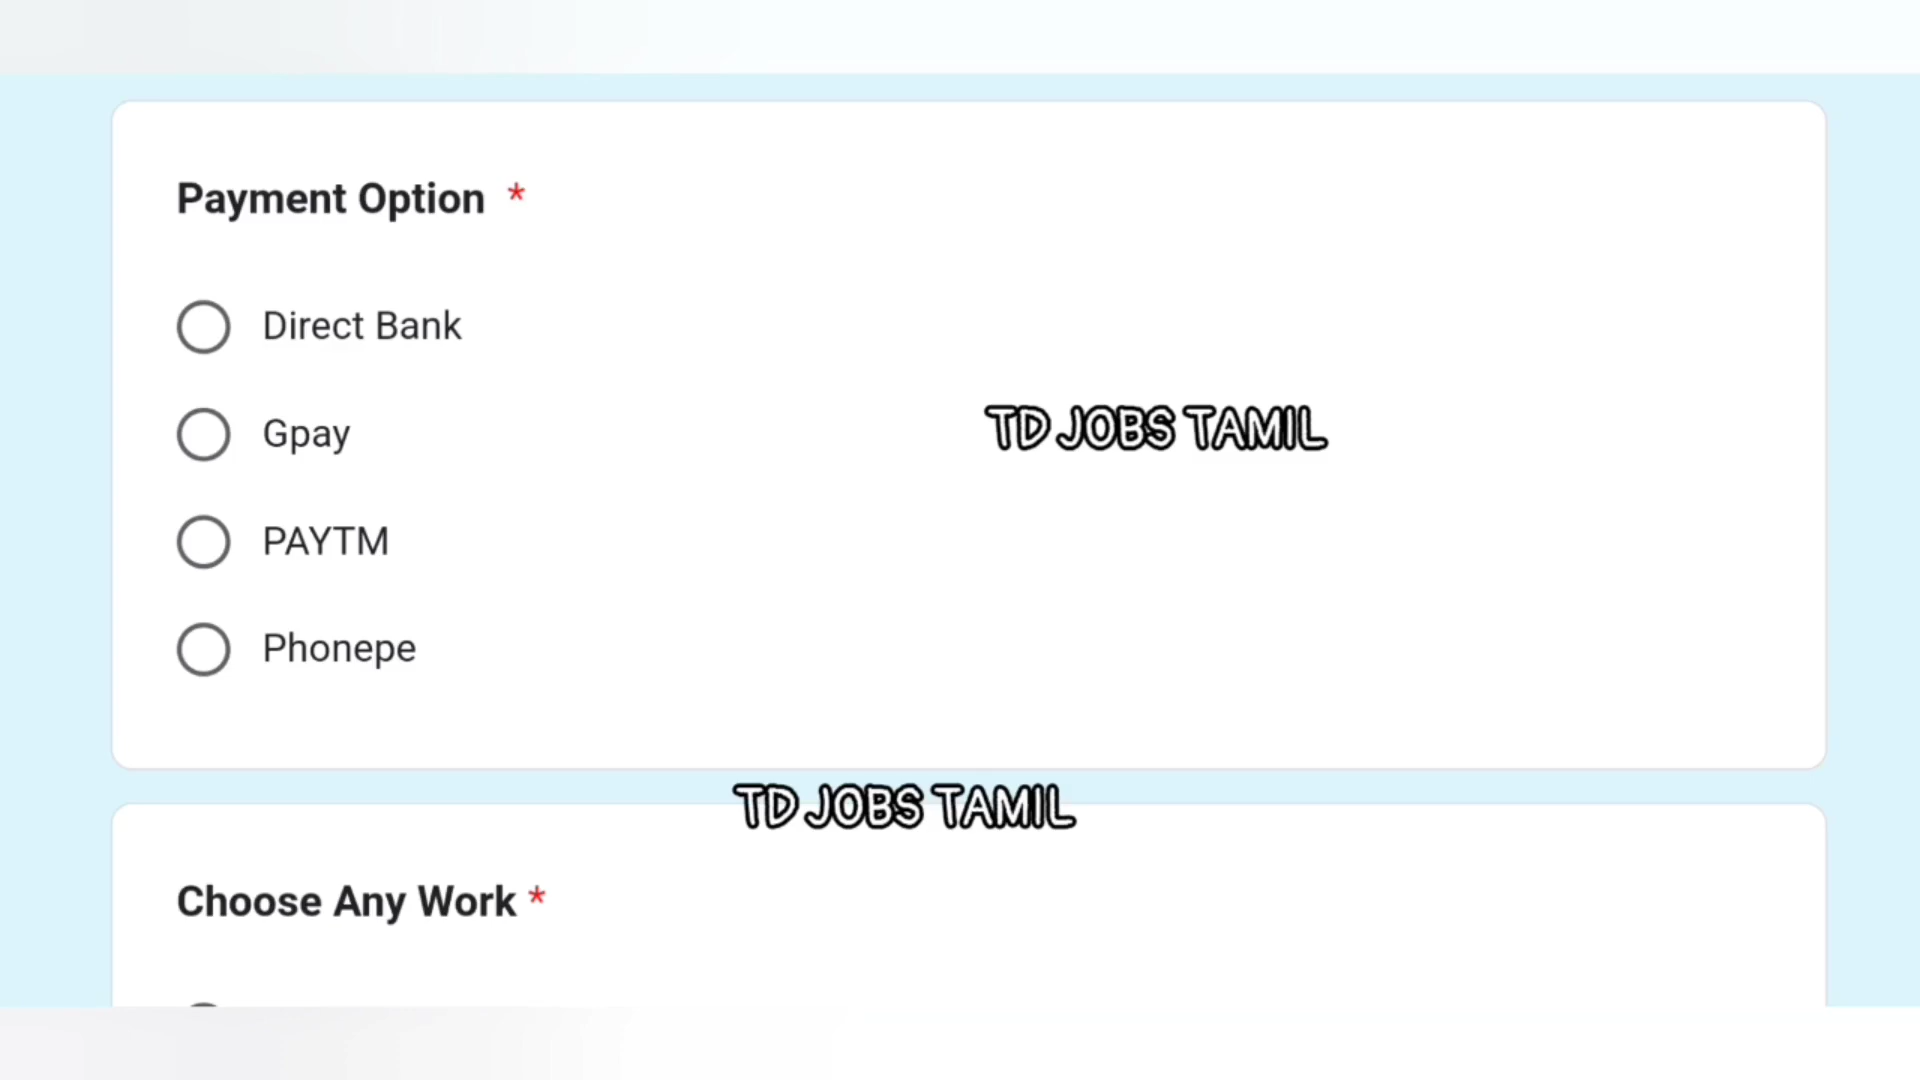 Payment Option *
Direct Bank
Gpay
TD JOBS TAMIL
PAYTM
Phonepe
TD JOBS TAMIL
Choose Any Work *